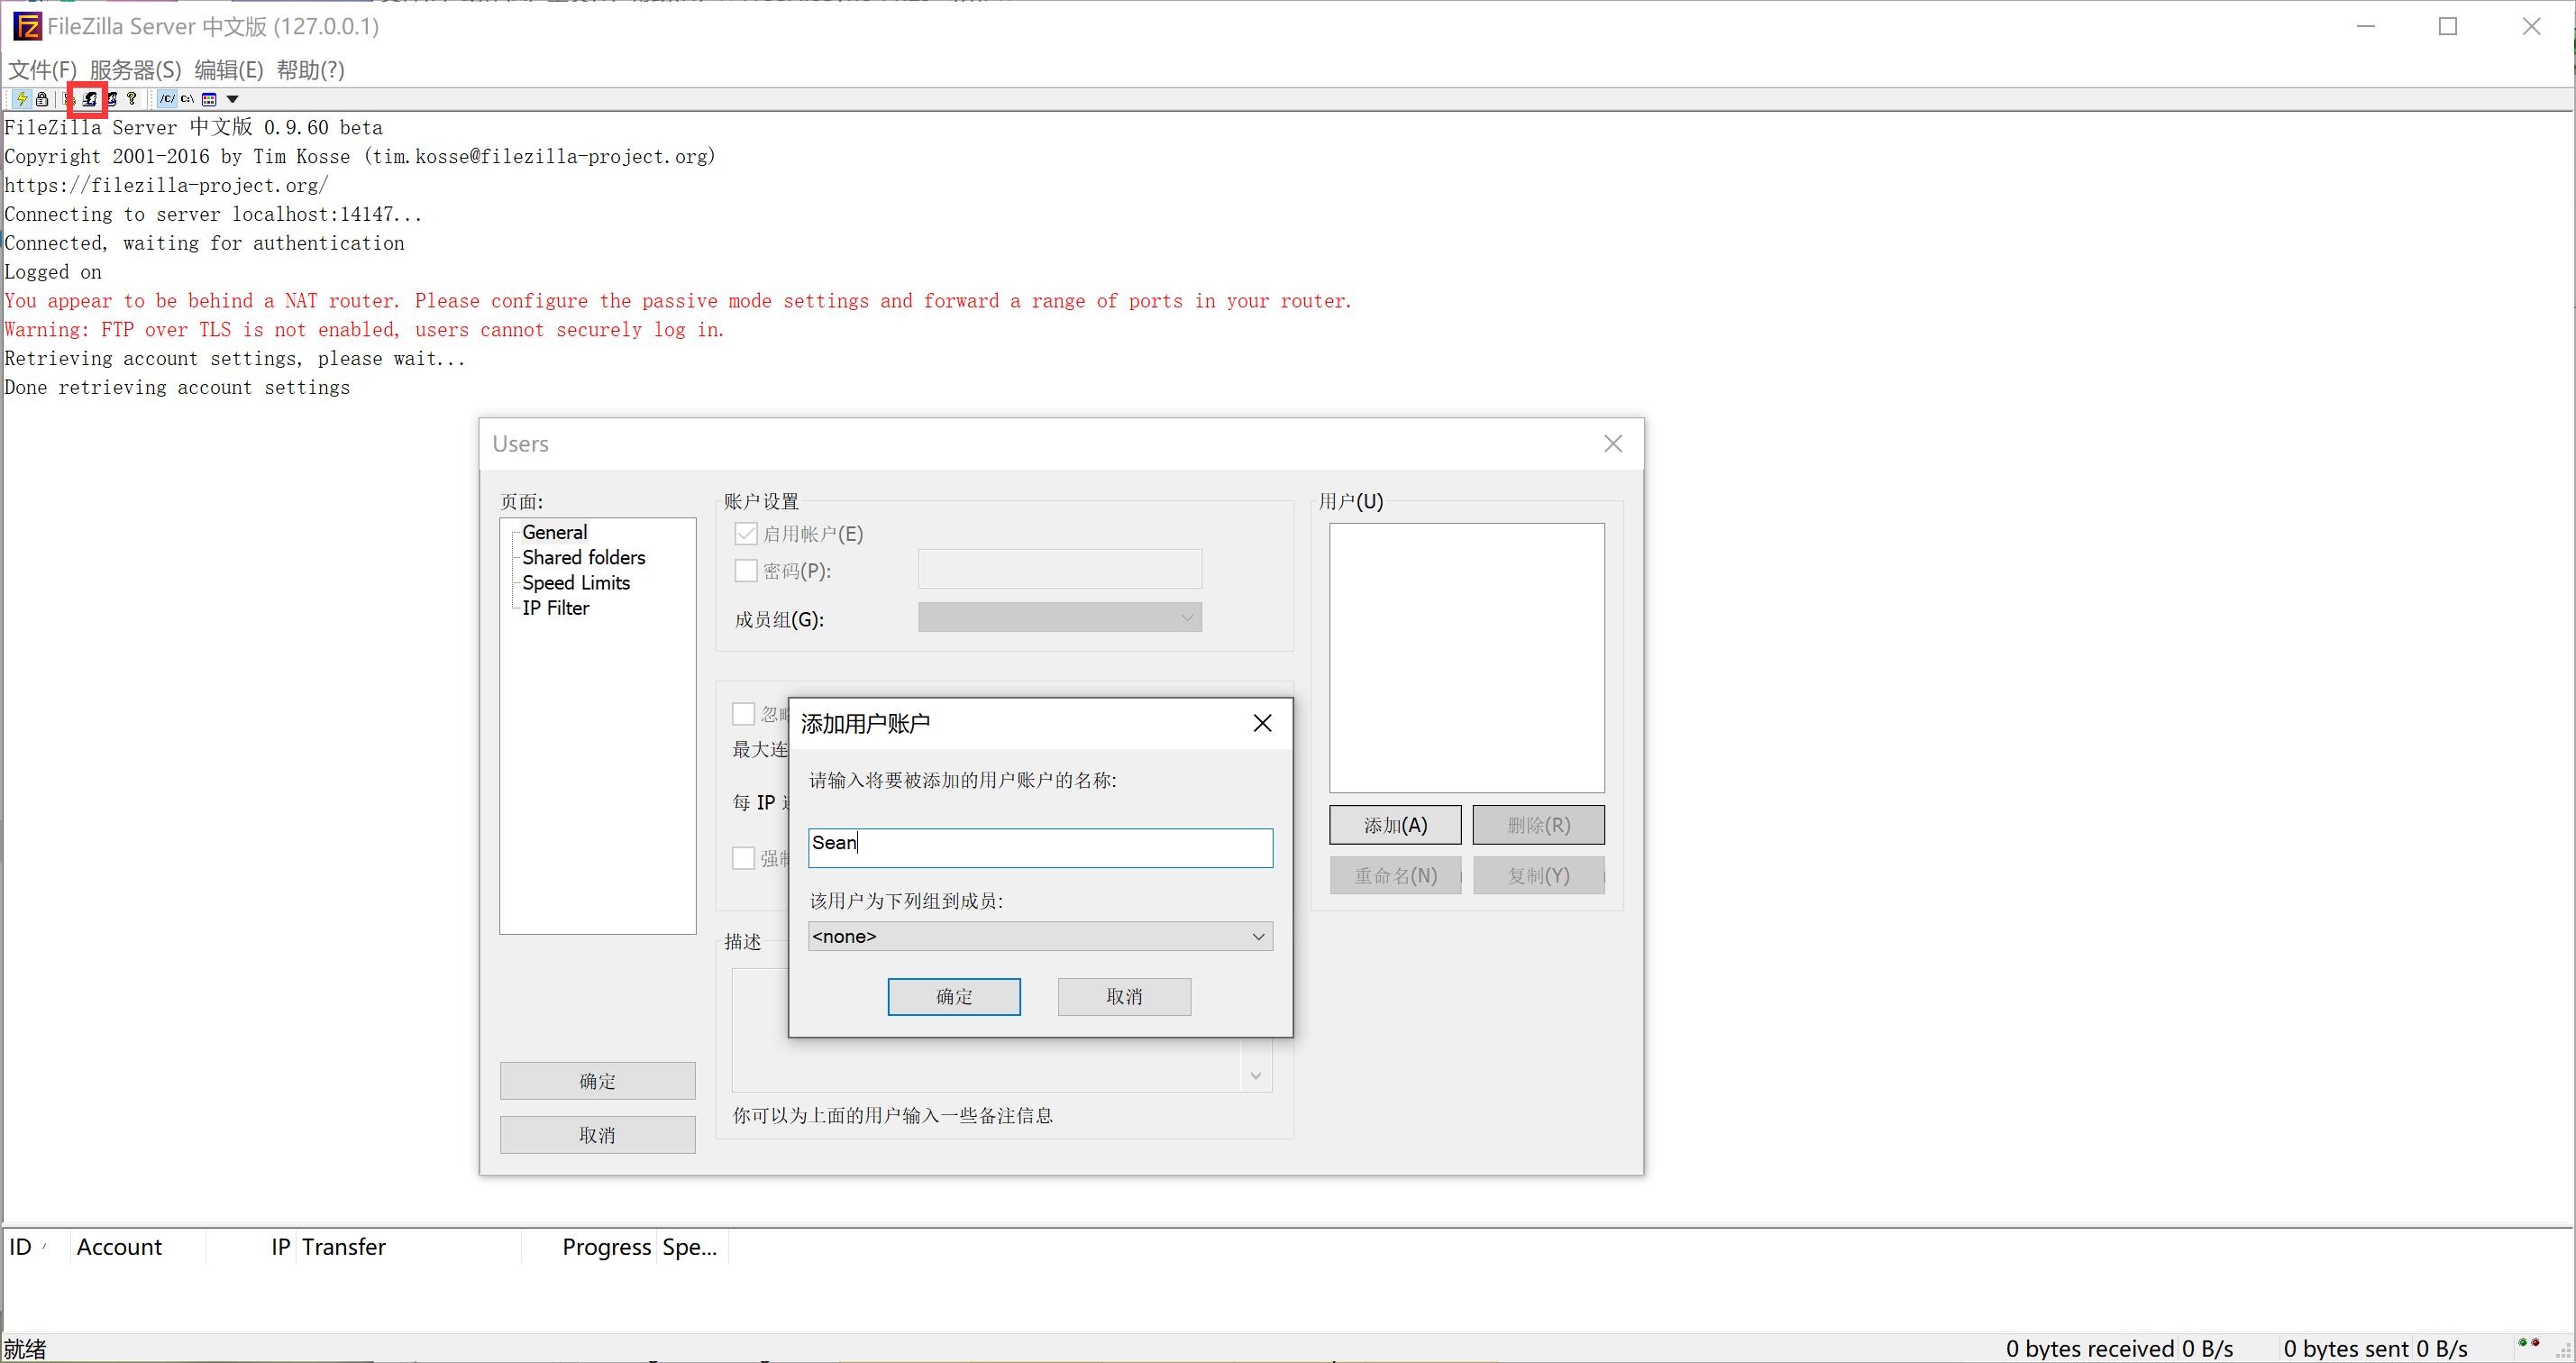 FileZilla Server 中文版 (127.0.0.1)
文件(F) 服务器(S) 编辑(E) 帮助(?)
/C/ C:\
FileZilla Server 中文版 0.9.60 beta
Copyright 2001-2016 by Tim Kosse (tim.kosse@filezilla-project.org)
https://filezilla-project.org/
Connecting to server localhost:14147...
Connected, waiting for authentication
Logged on
You appear to be behind a NAT router. Please configure the passive mode settings and forward a range of ports in your router.
Warning: FTP over TLS is not enabled, users cannot securely log in.
Retrieving account settings, please wait...
Done retrieving account settings
Users
页面:
General
Shared folders
Speed Limits
IP Filter
确定
取消
账户设置
启用帐户(E)
密码(P):
成员组(G):
最大连
每 IP
强制
描述
你可以为上面的用户输入一些备注信息
用户(U)
添加(A) 删除(R)
重命名(N) 复制(Y)
添加用户账户
请输入将要被添加的用户账户的名称:
Sean
该用户为下列组到成员:
<none>
确定 取消
ID Account IP Transfer Progress Spe...
就绪 0 bytes received 0 B/s 0 bytes sent 0 B/s